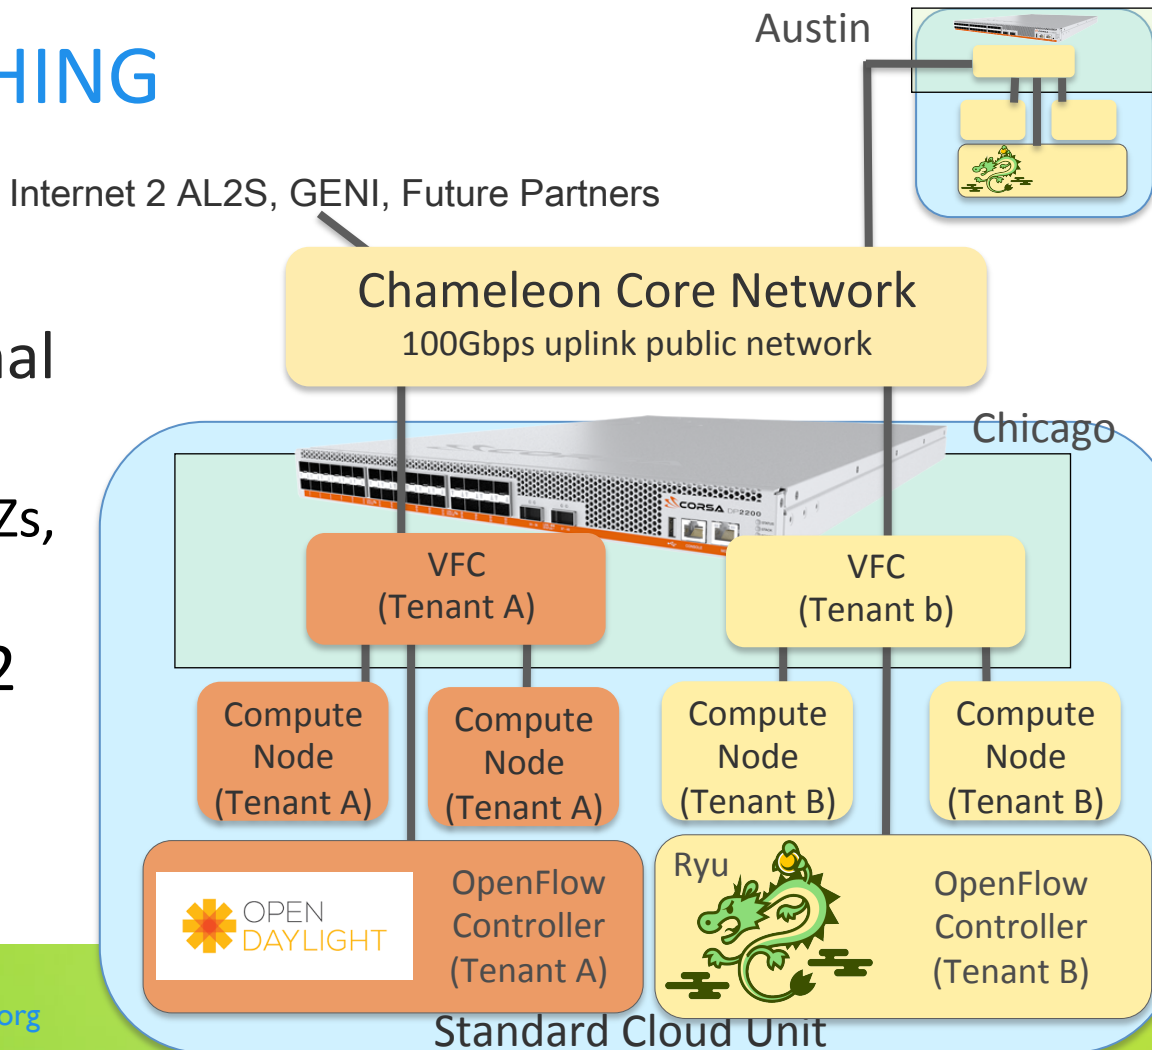 HING
Austin
Internet 2 AL2S, GENI, Future Partners
Chameleon Core Network
100Gbps uplink public network
nal
Chicago
Zs,
CORSA DP2200
VFC
(Tenant A)
VFC
(Tenant b)
2
Compute
Node
(Tenant A)
Compute
Node
(Tenant A)
Compute
Node
(Tenant B)
Compute
Node
(Tenant B)
OPEN
DAYLIGHT
OpenFlow
Controller
(Tenant A)
Ryu
OpenFlow
Controller
(Tenant B)
org
Standard Cloud Unit